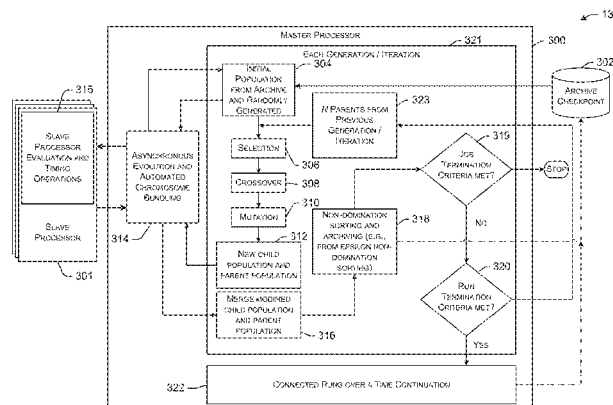 13
MASTER PROCESSOR
300
321
302
EACH GENERATION / ITERATION
304
INITIAL
POPULATION
FROM ARCHIVE
AND RANDOMLY
GENERATED
ARCHIVE
CHECKPOINT
315
323
N PARENTS FROM
PREVIOUS
GENERATION /
ITERATION
319
SLAVE
PROCESSOR
EVALUATION AND
TIMING
OPERATIONS
ASYNCHRONOUS
EVOLUTION AND
AUTOMATED
CHROMOSOME
BUNDLING
SELECTION
306
JOB
TERMINATION
CRITERIA MET?
STOP
CROSSOVER
308
MUTATION
310
NON-DOMINATION
SORTING AND
ARCHIVING (E.G.,
FROM EPSILON NON-
DOMINATION
SORTING)
318
NO
314
312
SLAVE
PROCESSOR
NEW CHILD
POPULATION AND
PARENT POPULATION
320
301
MERGE MODIFIED
CHILD POPULATION
AND PARENT
POPULATION
316
RUN
TERMINATION
CRITERIA MET?
YES
322
CONNECTED RUNS OVER A TIME CONTINUATION